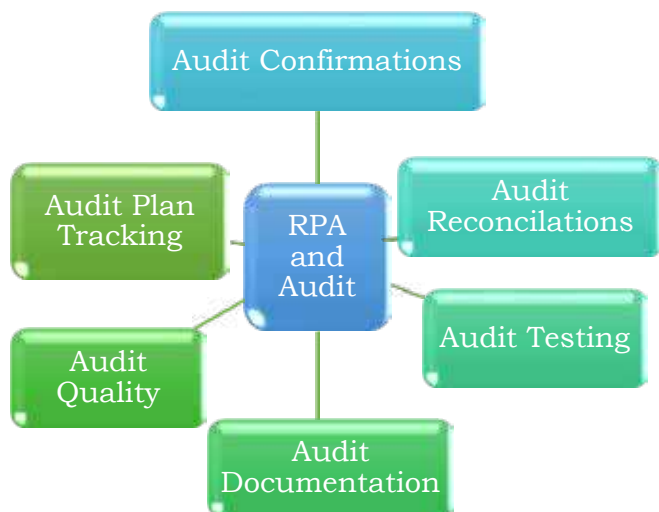 Audit Confirmations
Audit Plan
Tracking
RPA
and
Audit
Audit
Reconcilations
Audit Testing
Audit
Quality
Audit
Documentation